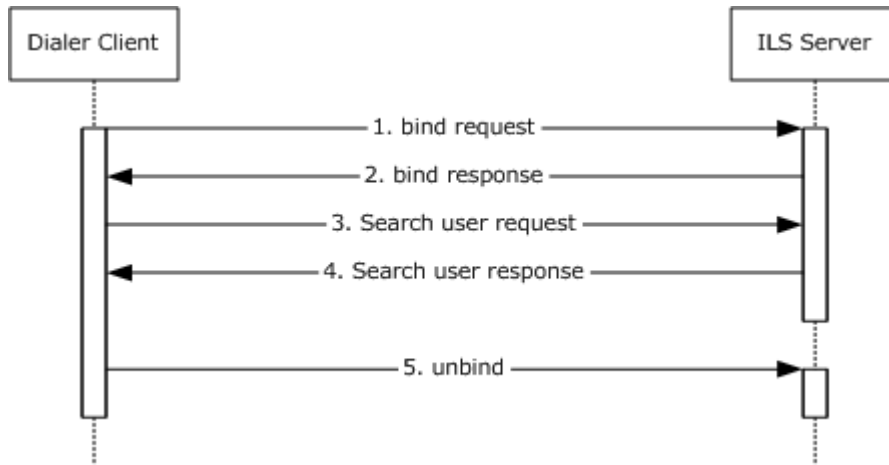 Dialer Client
ILS Server
1. bind request
2. bind response
3. Search user request
4. Search user response
5. unbind